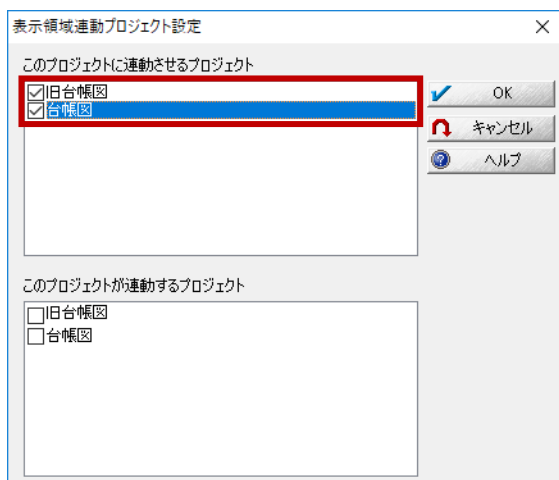 表示領域連動プロジェクト設定
このプロジェクトに連動させるプロジェクト
旧台帳図
台帳図
OK
キャンセル
ヘルプ
このプロジェクトが連動するプロジェクト
旧台帳図
台帳図